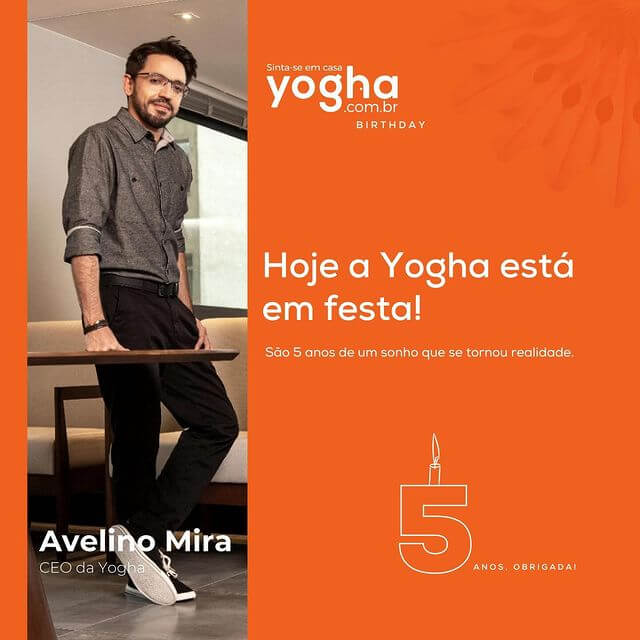 Sinta-se em casa
yogha
.com.br
BIRTHDAY
Hoje a Yogha está
em festa!
São 5 anos de um sonho que se tornou realidade.
5
ANOS, OBRIGADA!
Avelino Mira
CEO da Yogha